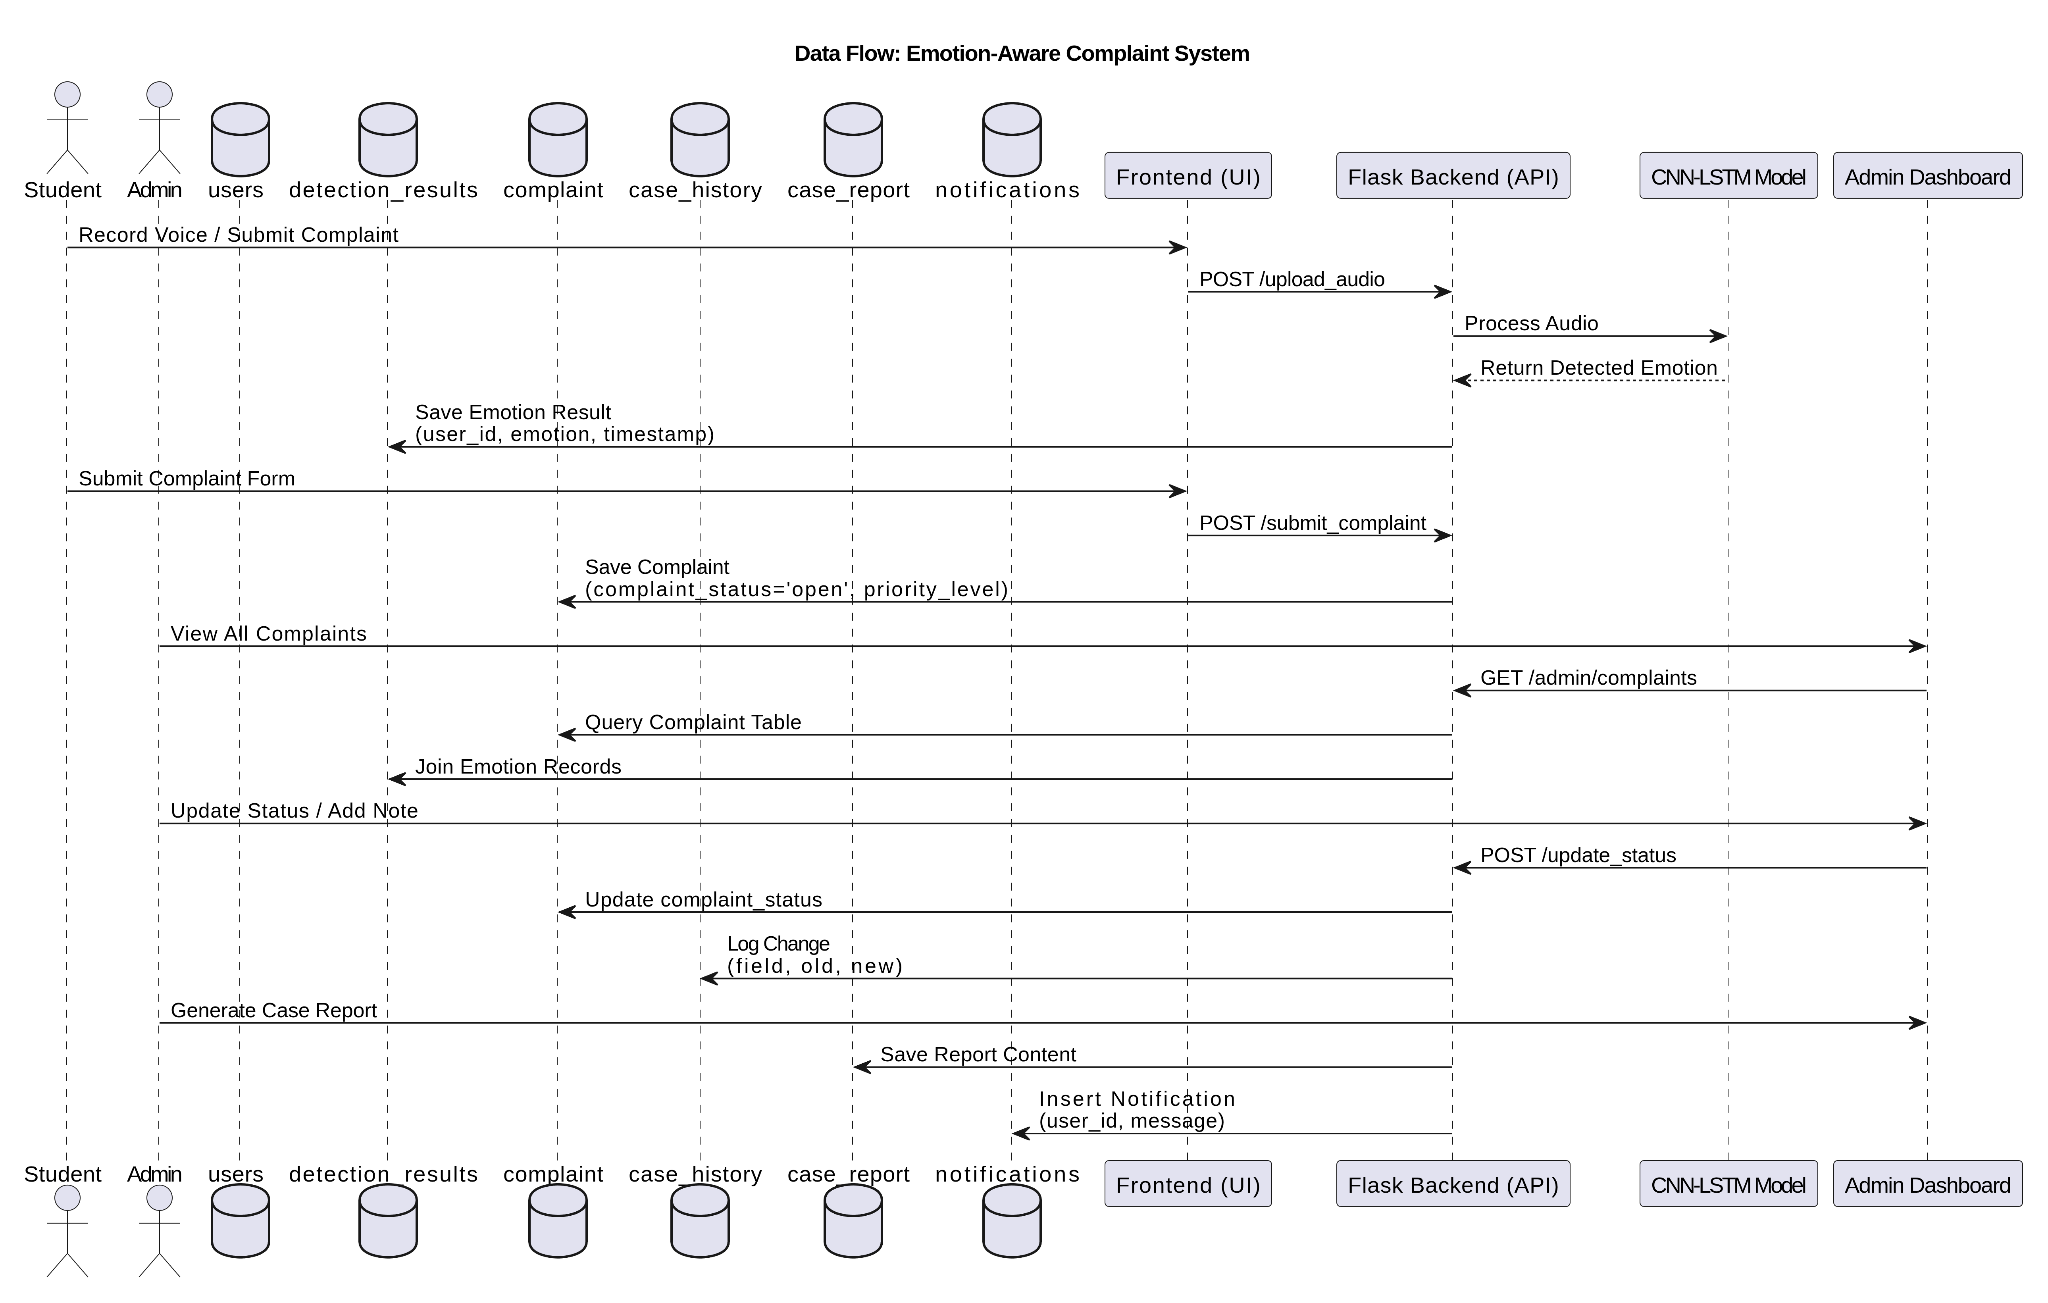 Data Flow: Emotion-Aware Complaint System
Student
Admin
users
detection_results
complaint
case_history
case_report
notifications
Frontend (UI)
Flask Backend (API)
CNN-LSTM Model
Admin Dashboard
Record Voice / Submit Complaint
POST /upload_audio
Process Audio
Return Detected Emotion
Save Emotion Result
(user_id, emotion, timestamp)
Submit Complaint Form
POST /submit_complaint
Save Complaint
(complaint_status='open', priority_level)
View All Complaints
GET /admin/complaints
Query Complaint Table
Join Emotion Records
Update Status / Add Note
POST /update_status
Update complaint_status
Log Change
(field, old, new)
Generate Case Report
Save Report Content
Insert Notification
(user_id, message)
Student
Admin
users
detection_results
complaint
case_history
case_report
notifications
Frontend (UI)
Flask Backend (API)
CNN-LSTM Model
Admin Dashboard